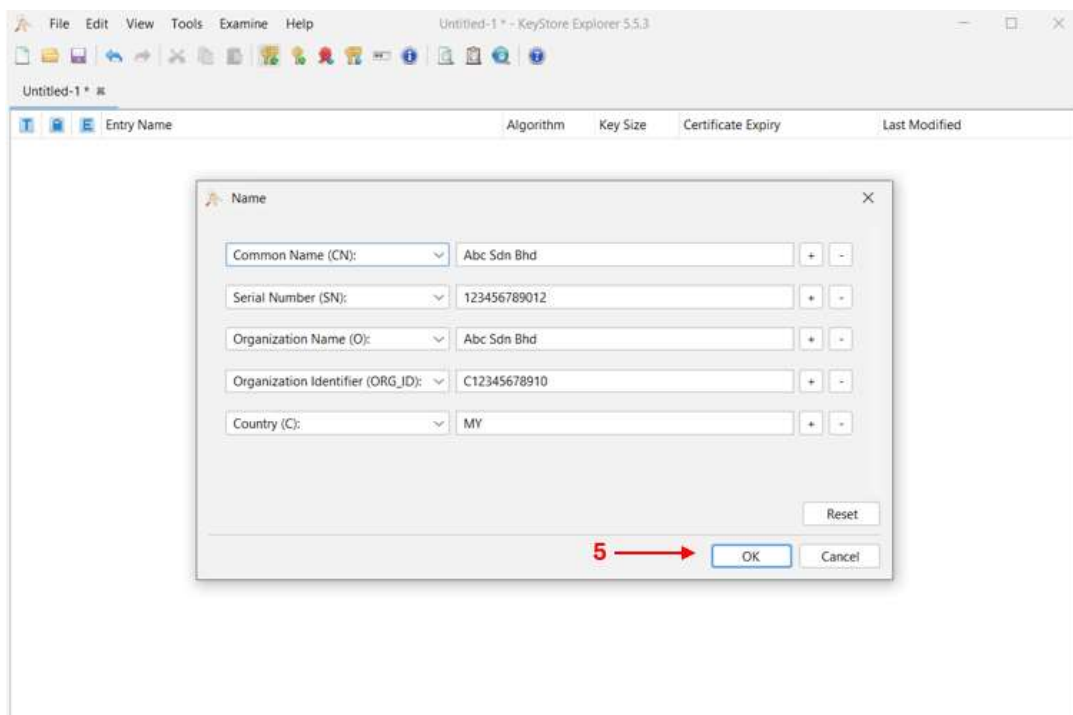 File Edit View Tools Examine Help Untitled-1 * - KeyStore Explorer 5.5.3
Untitled-1 *
T E Entry Name Algorithm Key Size Certificate Expiry Last Modified
Name
Common Name (CN): Abc Sdn Bhd + -
Serial Number (SN): 123456789012 + -
Organization Name (O): Abc Sdn Bhd + -
Organization Identifier (ORG_ID): C12345678910 + -
Country (C): MY + -
Reset
5 OK Cancel